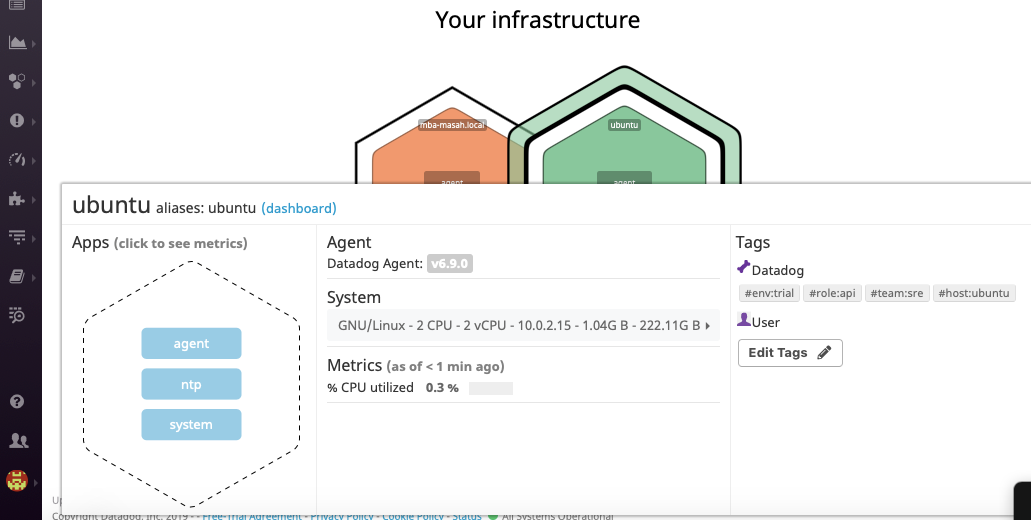 Your infrastructure
mba-masah.local
ubuntu
agent
agent
ubuntu aliases: ubuntu (dashboard)
Apps (click to see metrics)
agent
ntp
system
Agent
Datadog Agent: v6.9.0
System
GNU/Linux - 2 CPU - 2 vCPU - 10.0.2.15 - 1.04G B - 222.11G B
Metrics (as of < 1 min ago)
% CPU utilized 0.3 %
Tags
Datadog
#env:trial #role:api #team:sre #host:ubuntu
User
Edit Tags
Copyright Datadog, Inc. 2019 - - Free-Trial Agreement - Privacy Policy - Cookie Policy - Status All Systems Operational